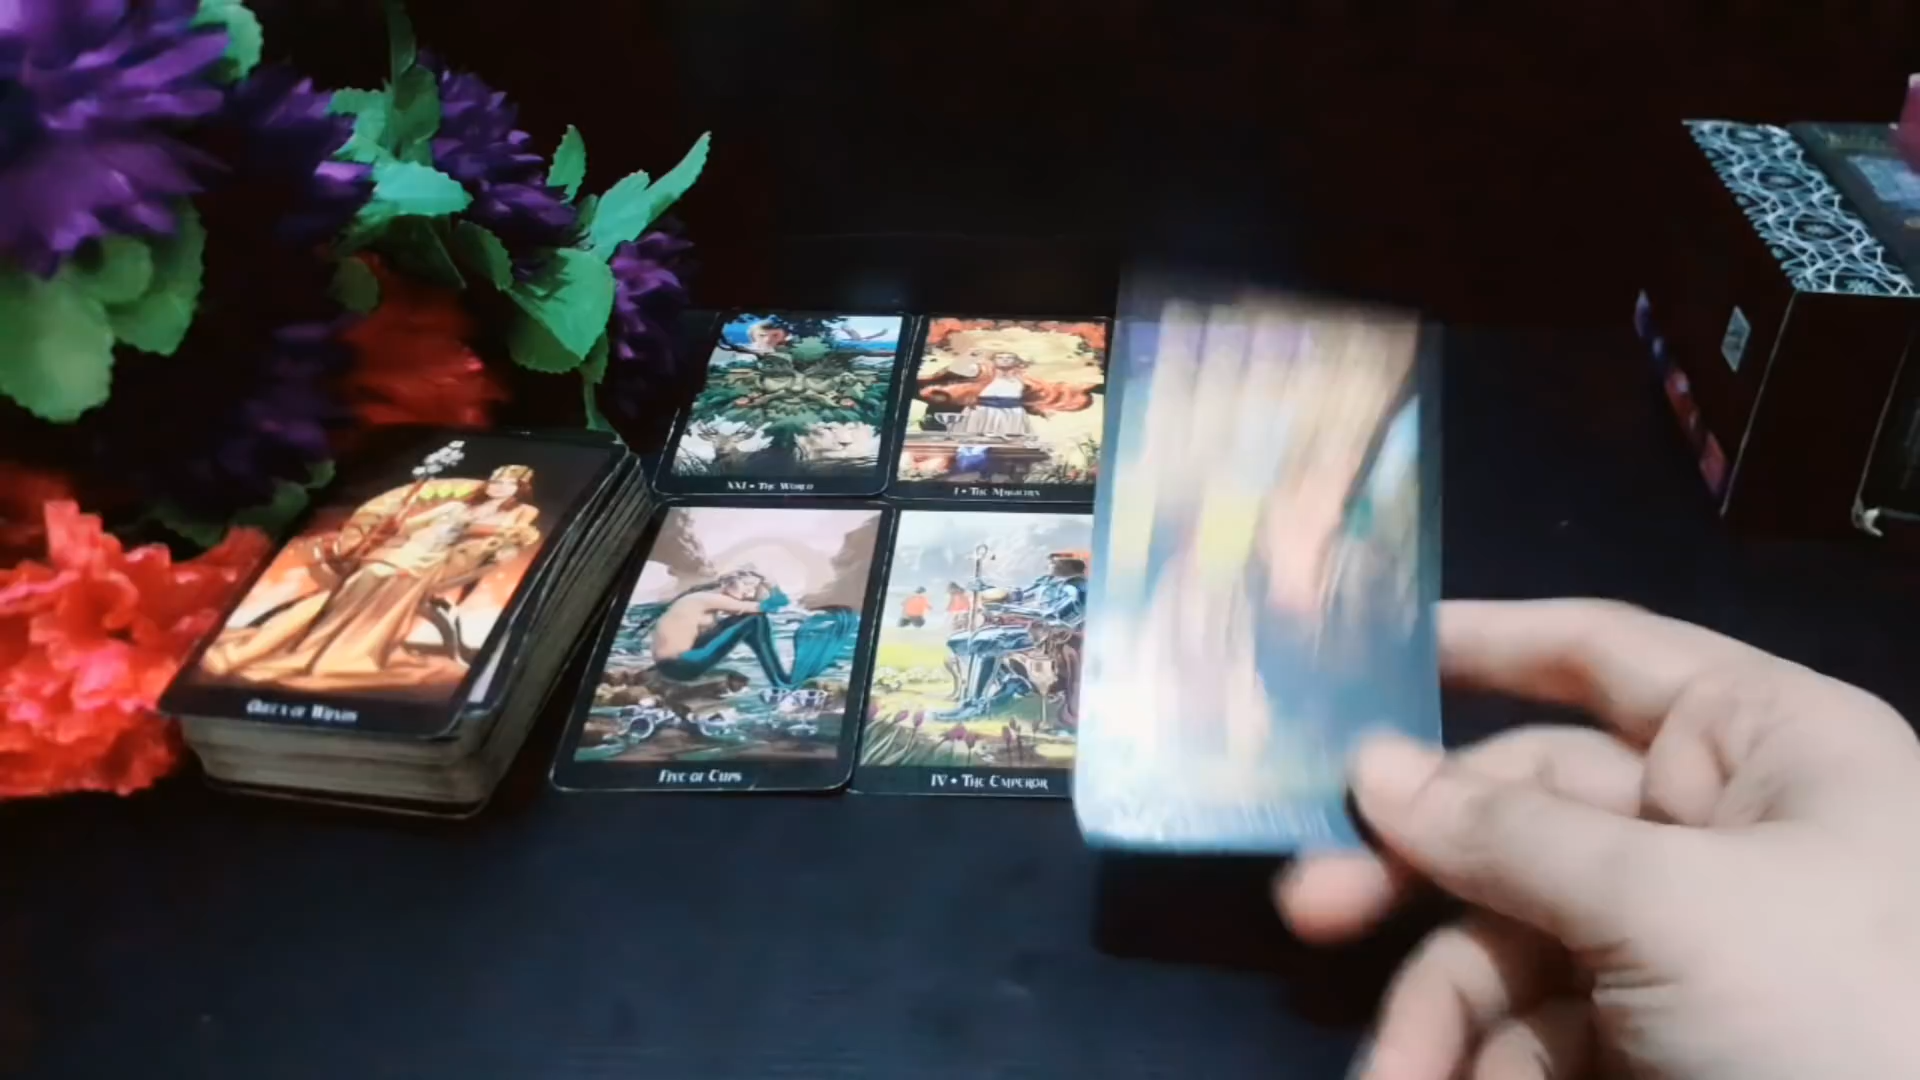 XXI • The World
I • The Magician
Queen of Wands
Five of Cups
IV • The Emperor